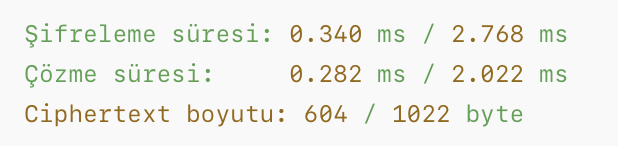 Şifreleme süresi: 0.340 ms / 2.768 ms
Çözme süresi:     0.282 ms / 2.022 ms
Ciphertext boyutu: 604 / 1022 byte